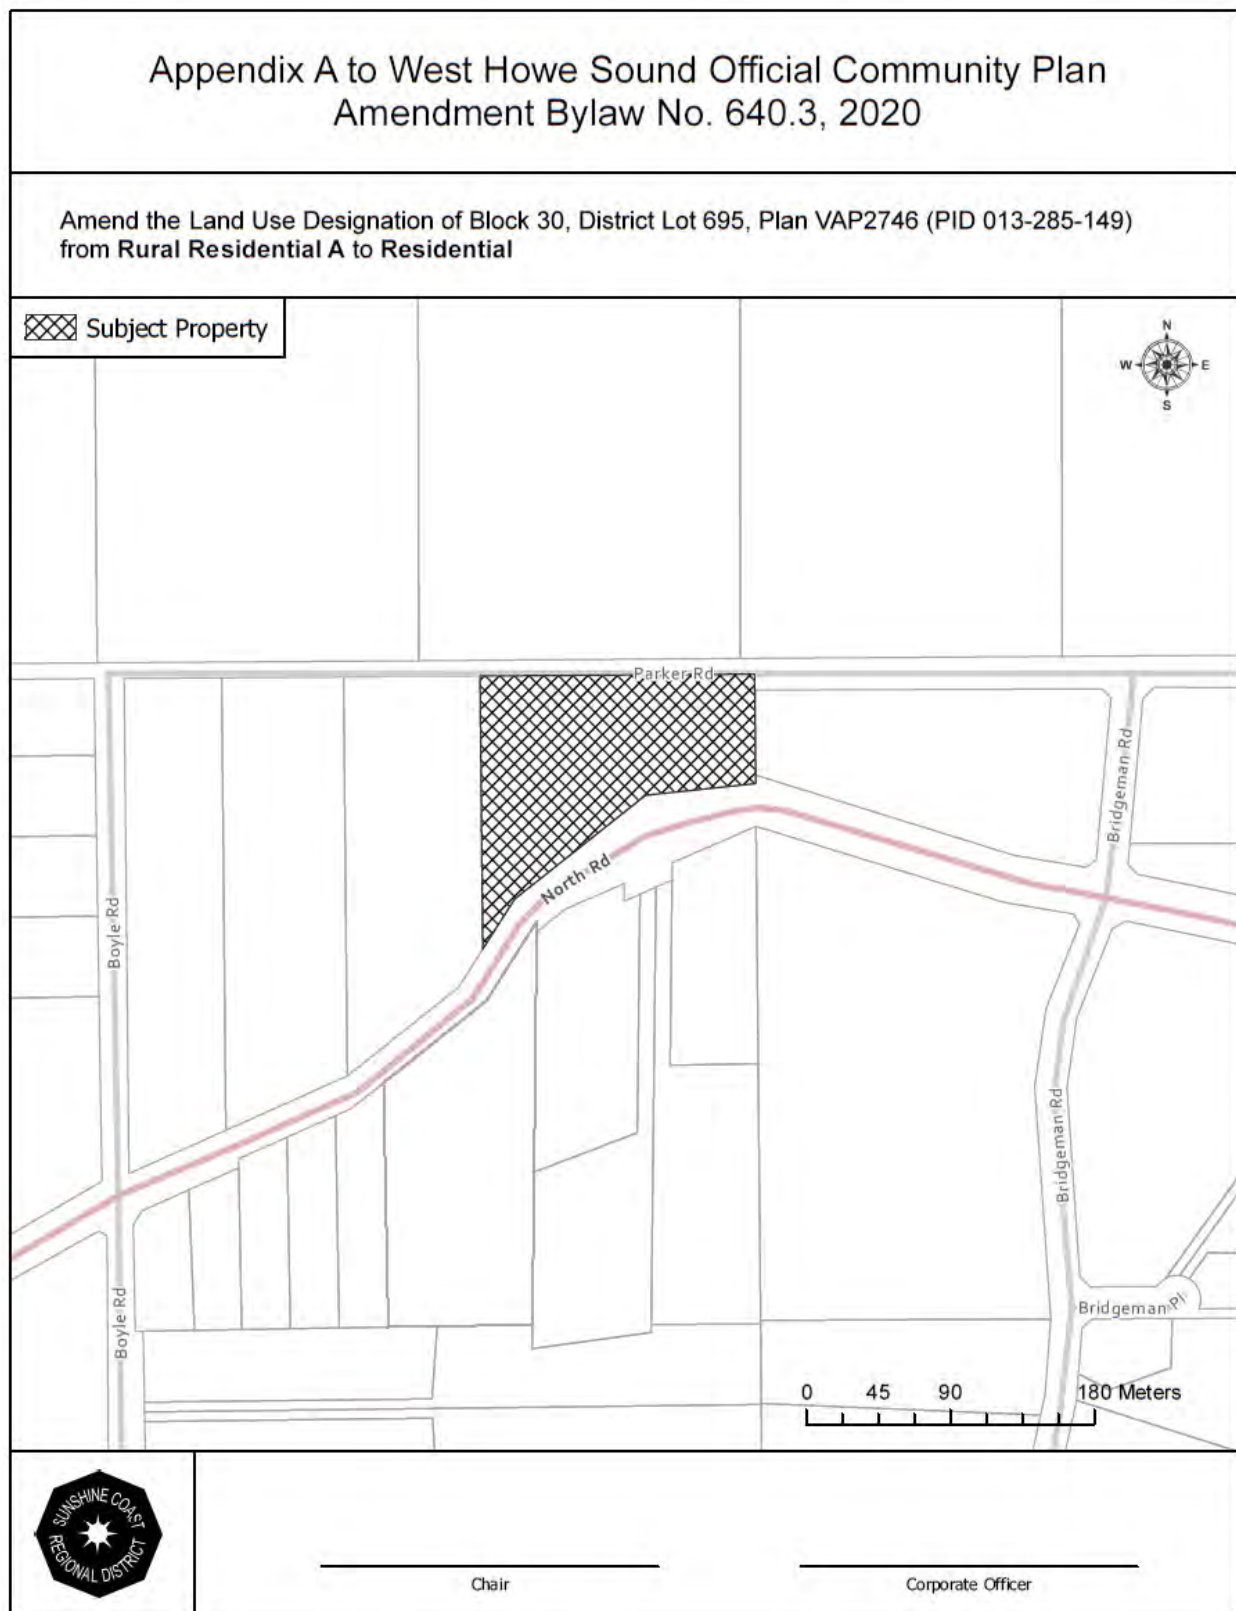 Appendix A to West Howe Sound Official Community Plan
Amendment Bylaw No. 640.3, 2020
Amend the Land Use Designation of Block 30, District Lot 695, Plan VAP2746 (PID 013-285-149)
from Rural Residential A to Residential
Subject Property
N
W E
S
Parker Rd
Bridgeman Rd
North Rd
Boyle Rd
Bridgeman Rd
Bridgeman Pl
Boyle Rd
0 45 90 180 Meters
SUNSHINE COAST
REGIONAL DISTRICT
Chair
Corporate Officer